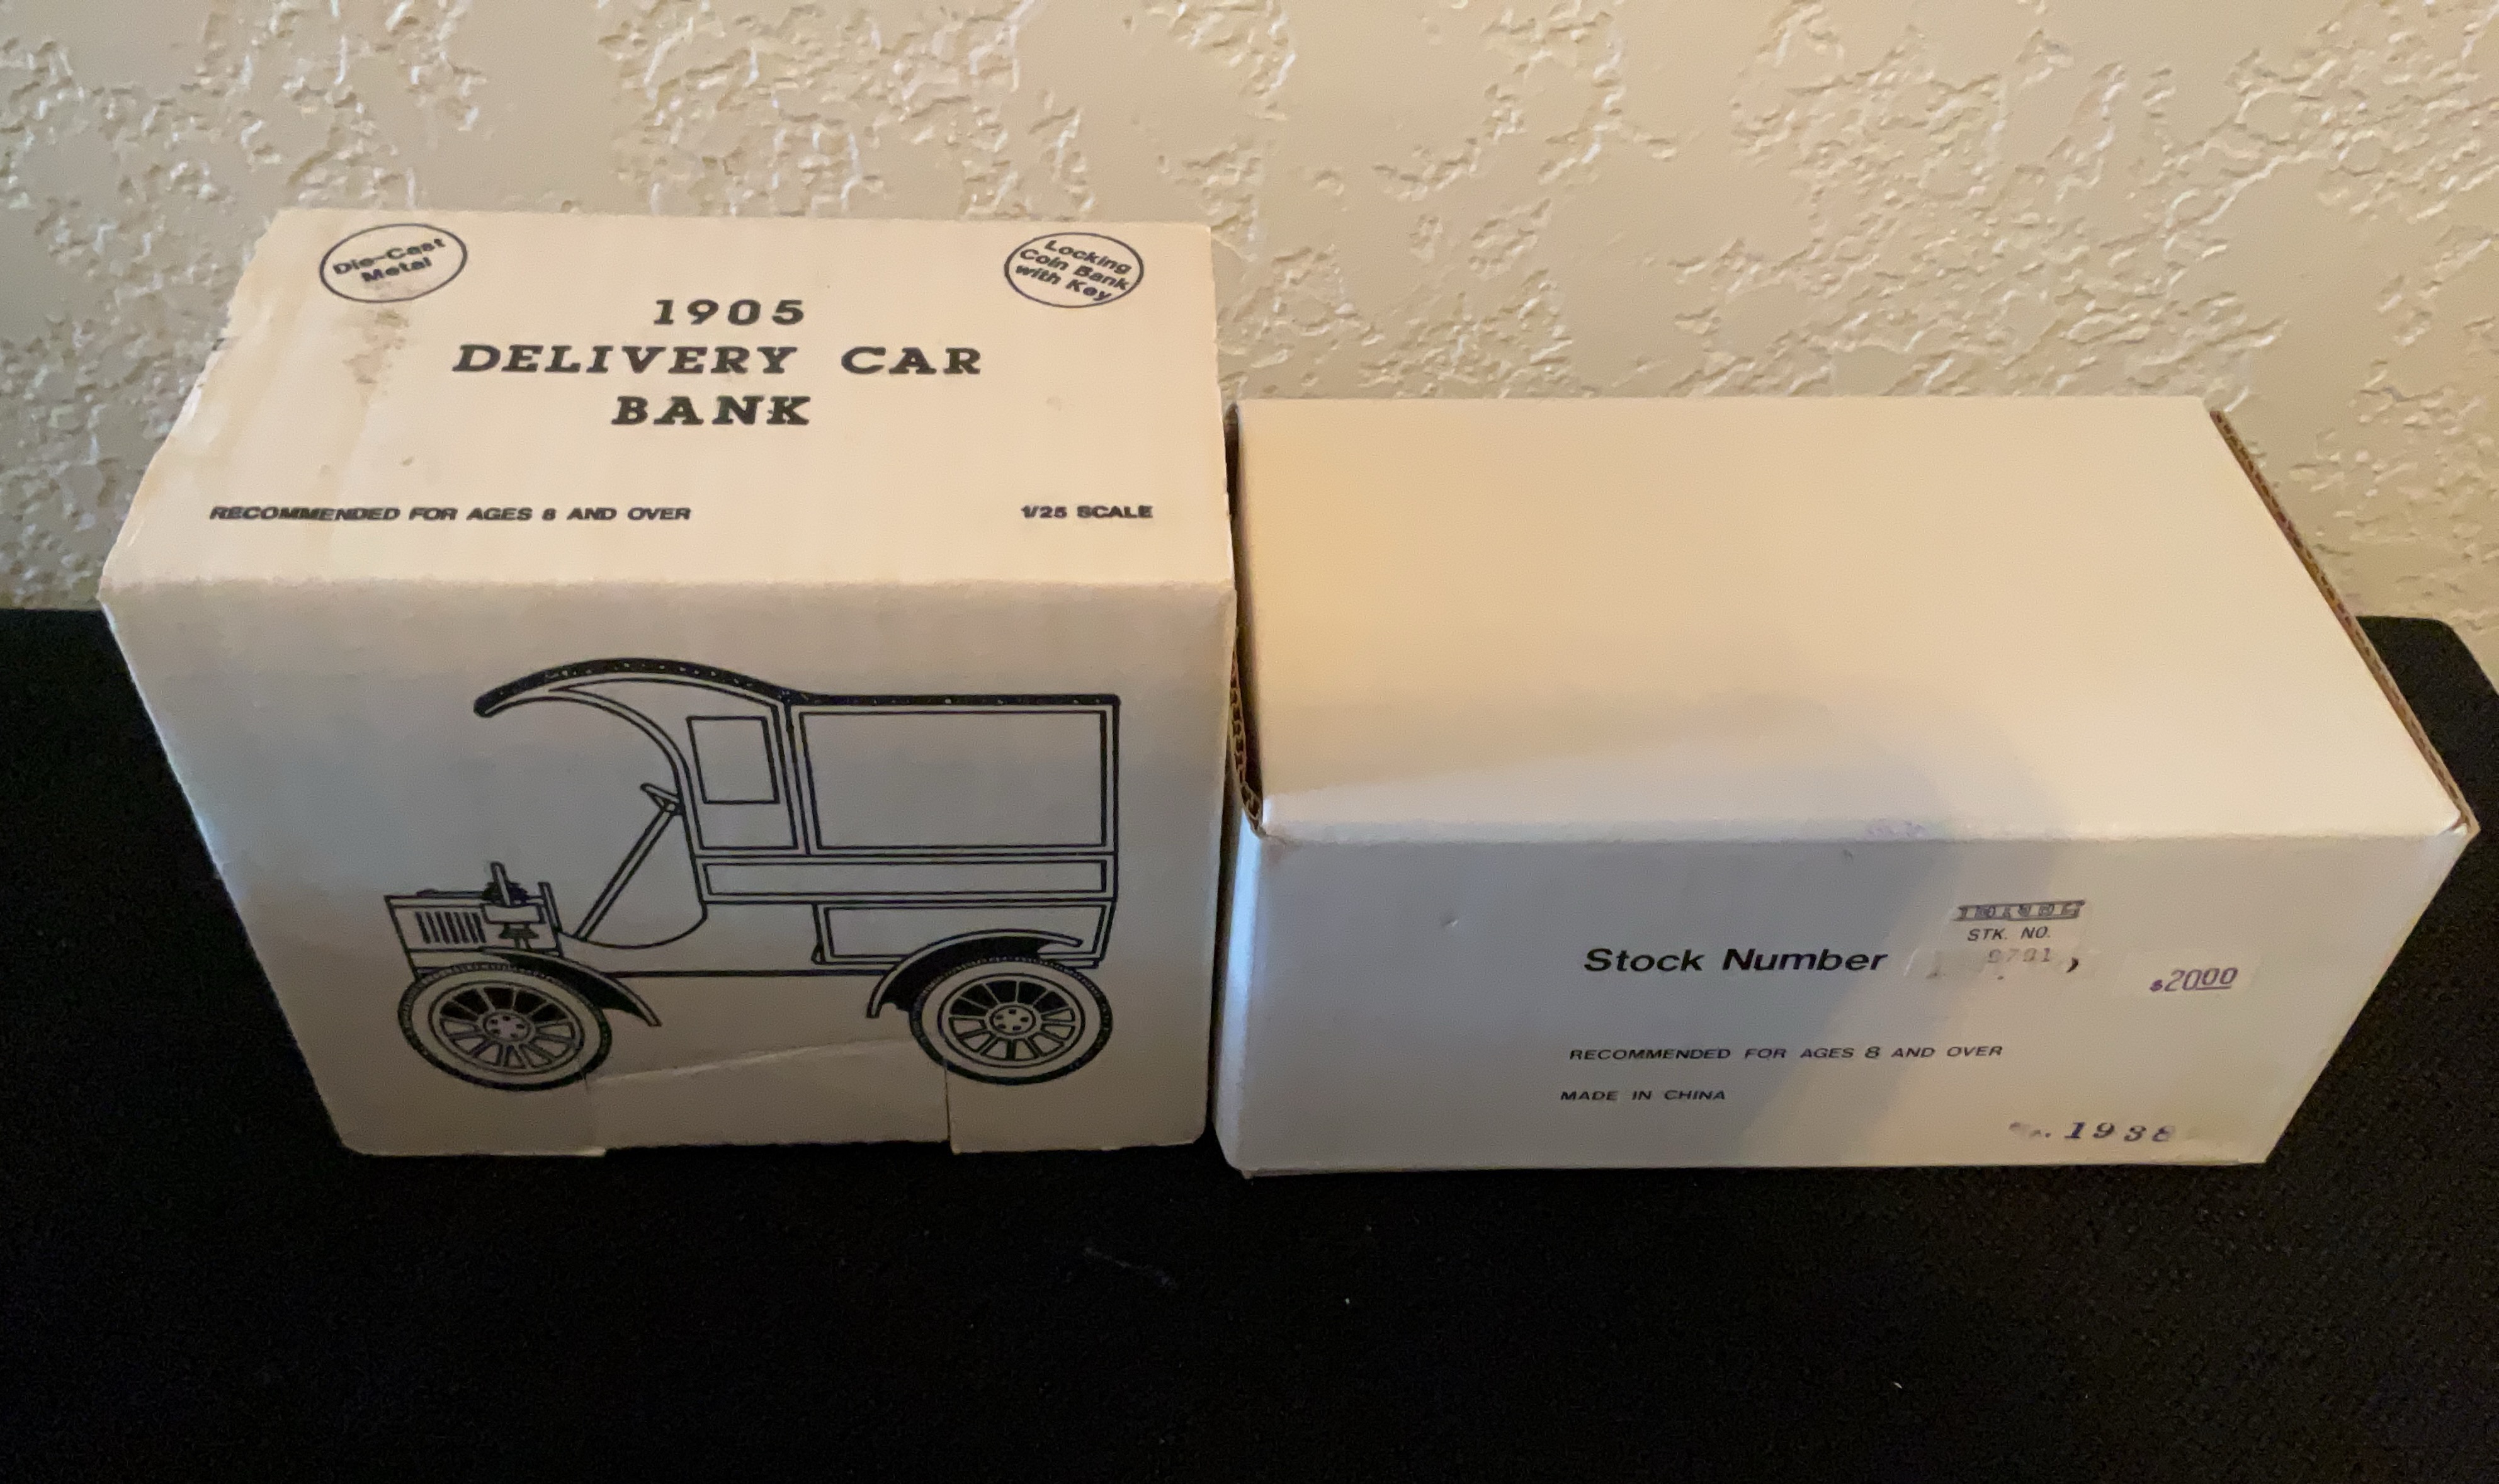 Die-Cast
Metal
Locking
Coin Bank
with Key
1905
DELIVERY CAR
BANK
RECOMMENDED FOR AGES 8 AND OVER
1/25 SCALE
STK. NO.
Stock Number
$2000
RECOMMENDED FOR AGES 8 AND OVER
MADE IN CHINA
1938